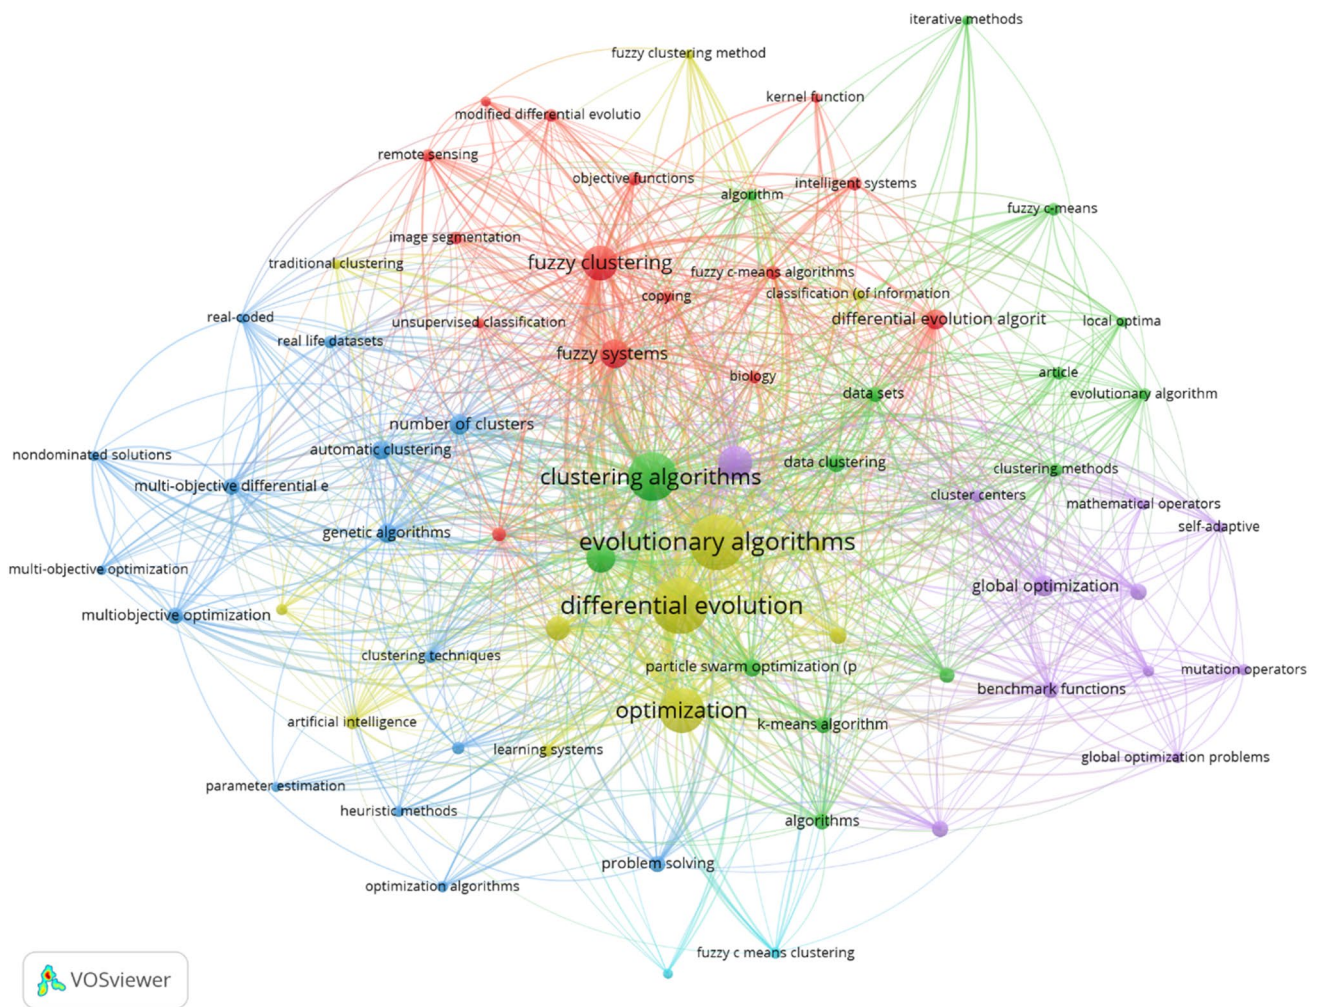 iterative methods
fuzzy clustering method
kernel function
modified differential evolutio
remote sensing
objective functions
intelligent systems
algorithm
fuzzy c-means
image segmentation
traditional clustering
fuzzy clustering
fuzzy c-means algorithms
copying
classification (of information
real-coded
unsupervised classification
differential evolution algorit
local optima
real life datasets
fuzzy systems
biology
article
data sets
evolutionary algorithm
number of clusters
automatic clustering
nondominated solutions
data clustering
clustering methods
clustering algorithms
multi-objective differential e
cluster centers
mathematical operators
self-adaptive
genetic algorithms
evolutionary algorithms
multi-objective optimization
global optimization
differential evolution
multiobjective optimization
clustering techniques
particle swarm optimization (p
mutation operators
benchmark functions
optimization
artificial intelligence
k-means algorithm
learning systems
global optimization problems
parameter estimation
heuristic methods
algorithms
problem solving
optimization algorithms
fuzzy c means clustering
VOSviewer